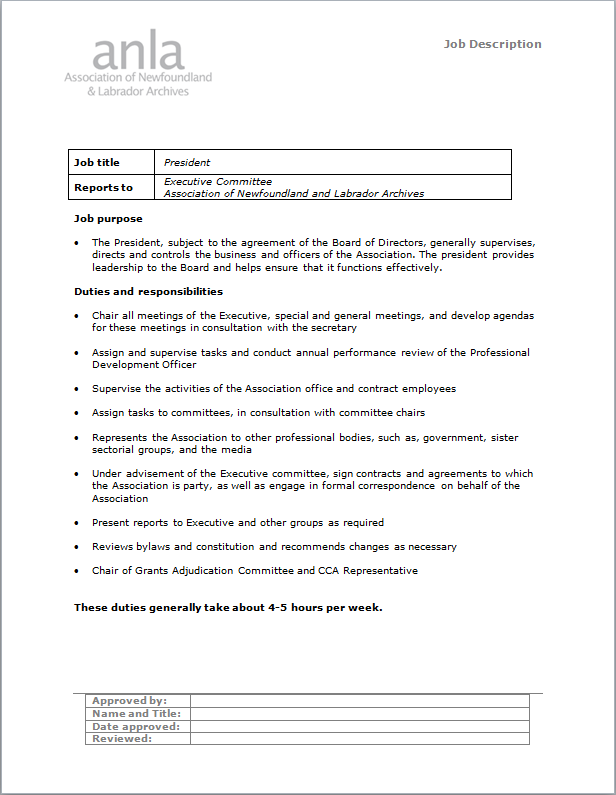 anla
Association of Newfoundland
& Labrador Archives
Job Description
Job title President
Reports to Executive Committee
Association of Newfoundland and Labrador Archives
Job purpose
• The President, subject to the agreement of the Board of Directors, generally supervises,
directs and controls the business and officers of the Association. The president provides
leadership to the Board and helps ensure that it functions effectively.
Duties and responsibilities
• Chair all meetings of the Executive, special and general meetings, and develop agendas
for these meetings in consultation with the secretary
• Assign and supervise tasks and conduct annual performance review of the Professional
Development Officer
• Supervise the activities of the Association office and contract employees
• Assign tasks to committees, in consultation with committee chairs
• Represents the Association to other professional bodies, such as, government, sister
sectorial groups, and the media
• Under advisement of the Executive committee, sign contracts and agreements to which
the Association is party, as well as engage in formal correspondence on behalf of the
Association
• Present reports to Executive and other groups as required
• Reviews bylaws and constitution and recommends changes as necessary
• Chair of Grants Adjudication Committee and CCA Representative
These duties generally take about 4-5 hours per week.
Approved by:
Name and Title:
Date approved:
Reviewed: